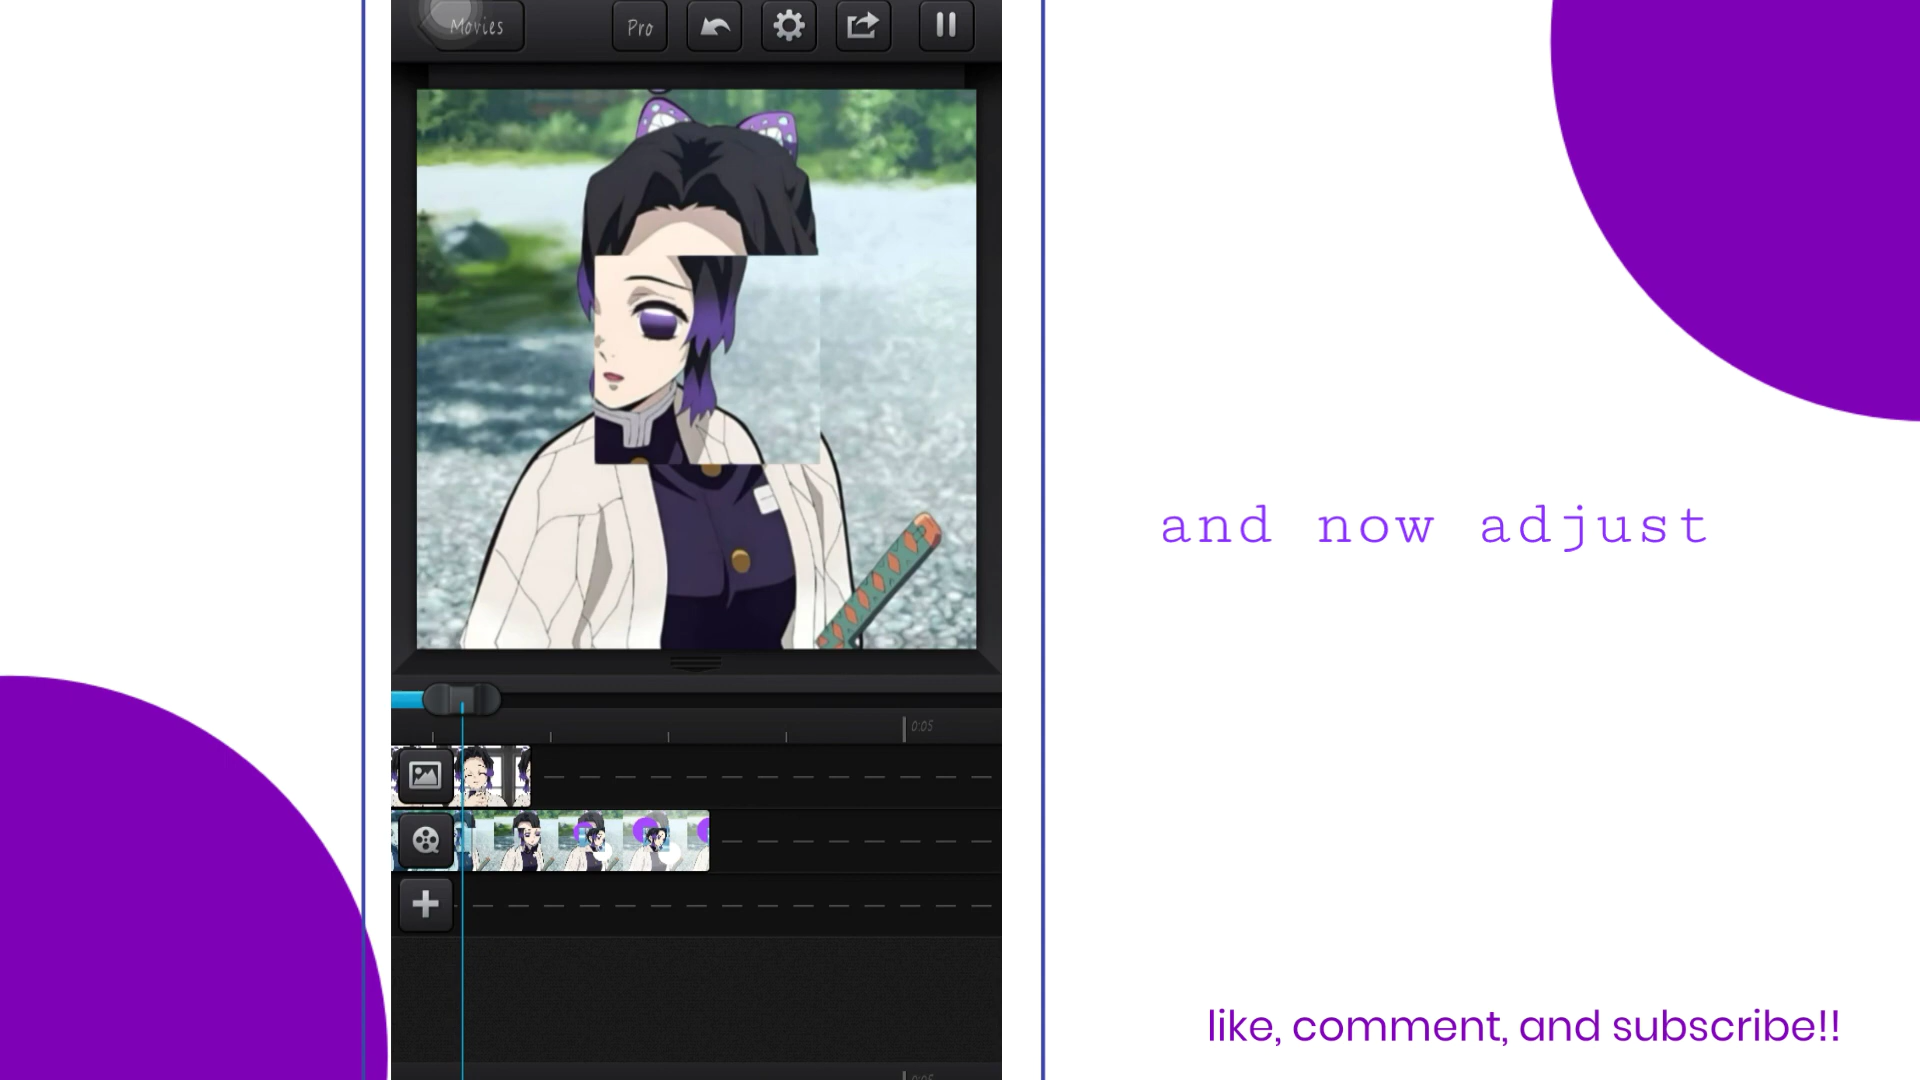 Movies
Pro
0:05
and now adjust
like, comment, and subscribe!!